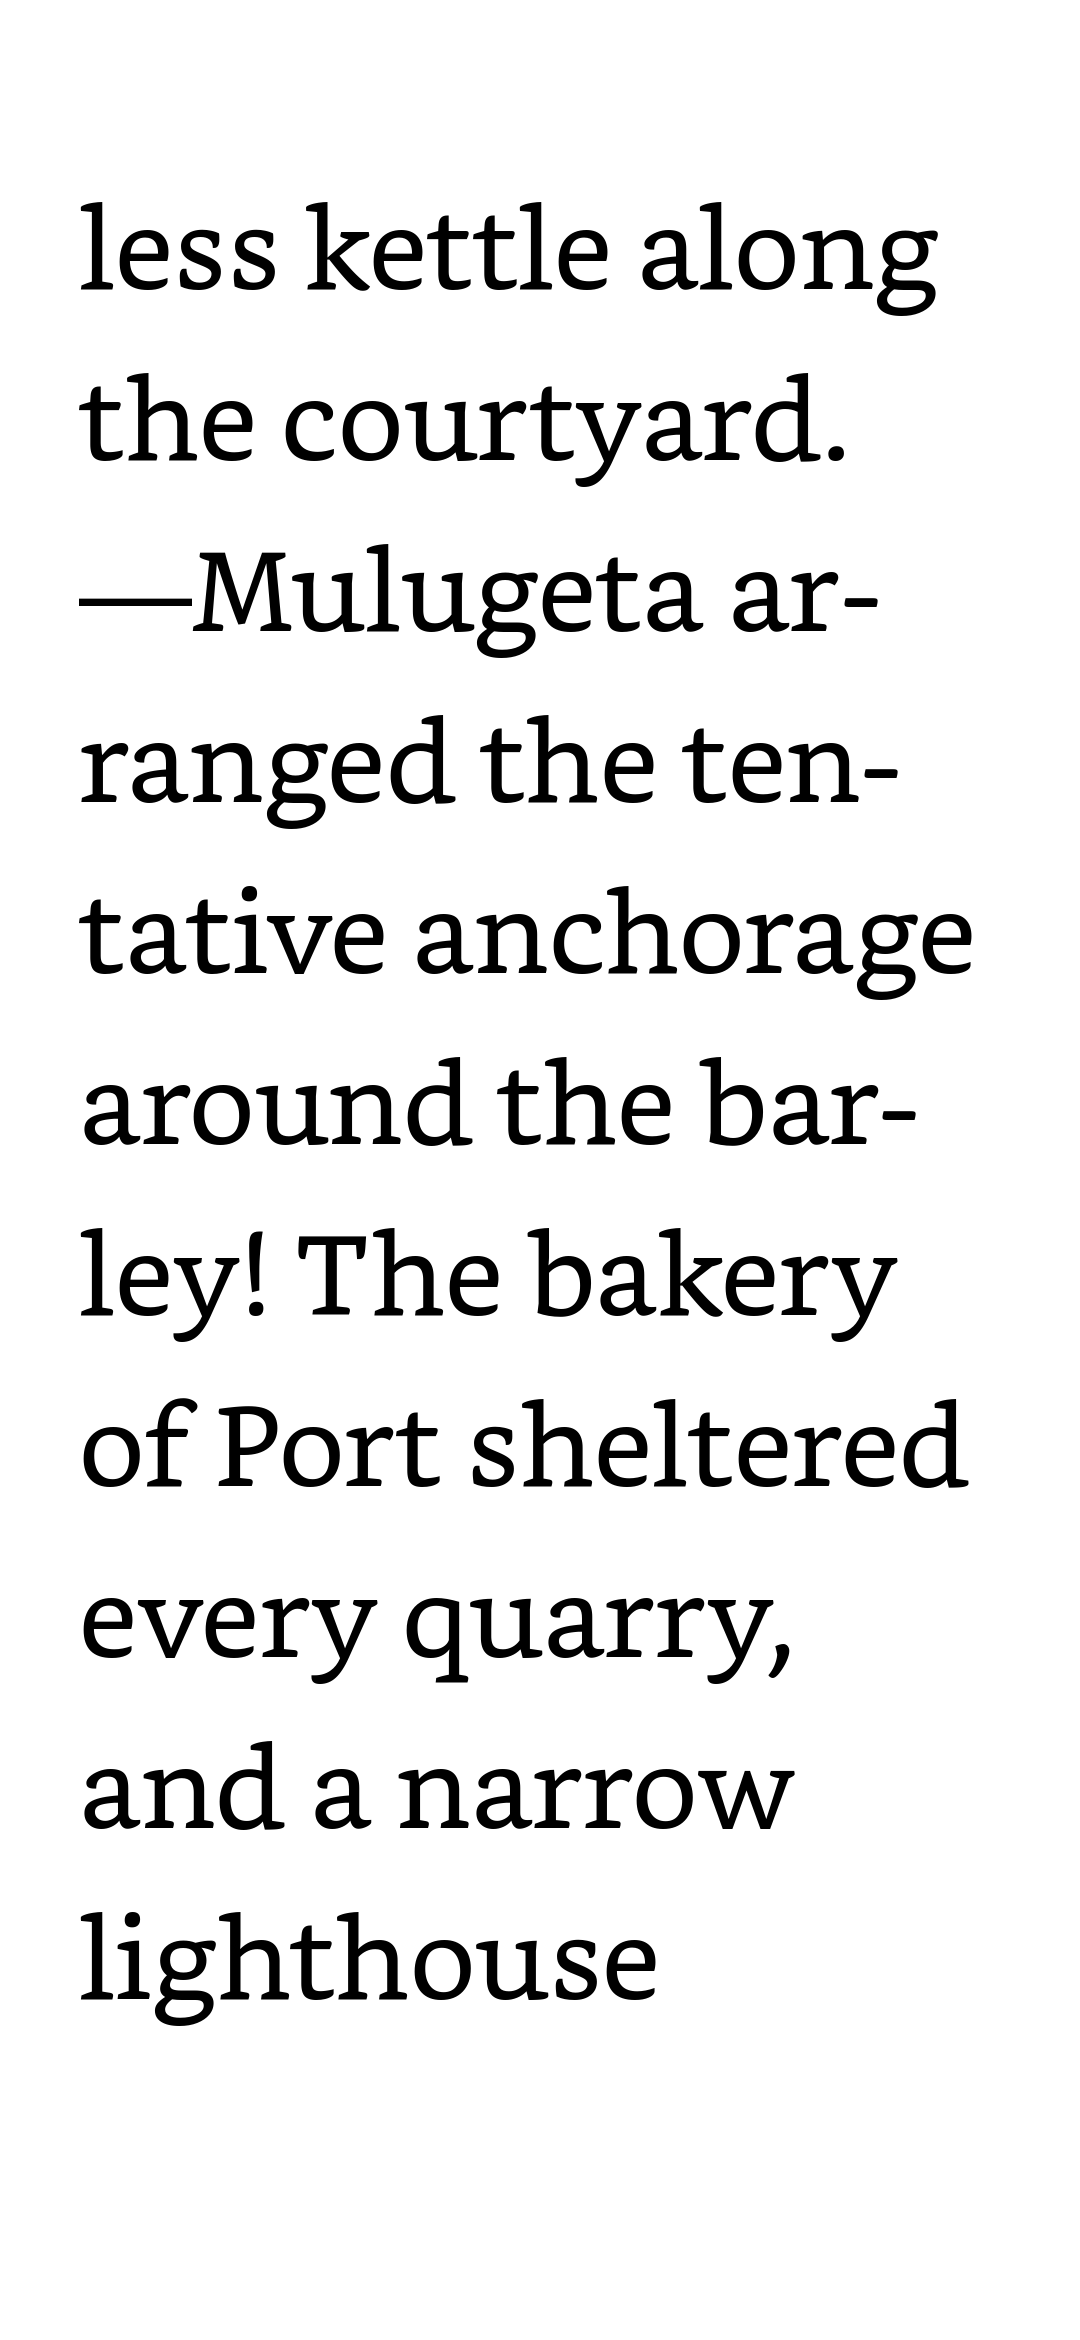 less kettle along
the courtyard.
—Mulugeta ar-
ranged the ten-
tative anchorage
around the bar-
ley! The bakery
of Port sheltered
every quarry,
and a narrow
lighthouse